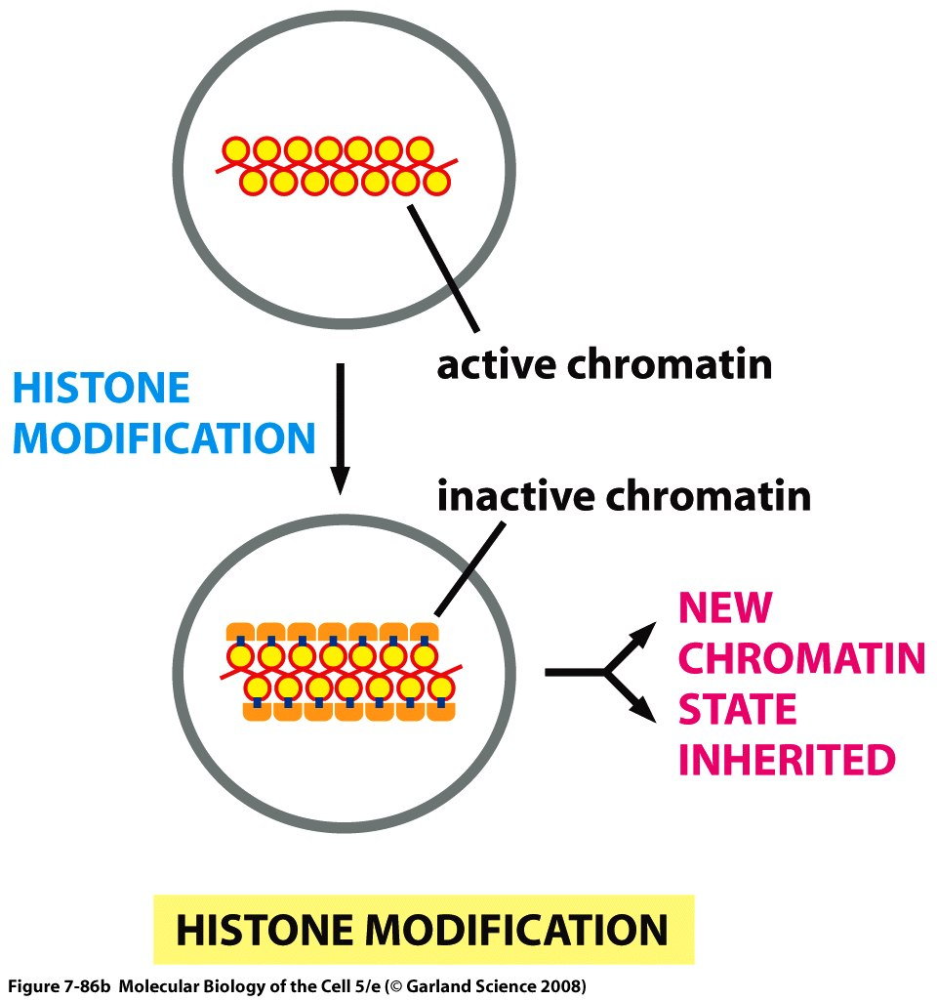 active chromatin
HISTONE
MODIFICATION
inactive chromatin
NEW
CHROMATIN
STATE
INHERITED
HISTONE MODIFICATION
Figure 7-86b Molecular Biology of the Cell 5/e (© Garland Science 2008)